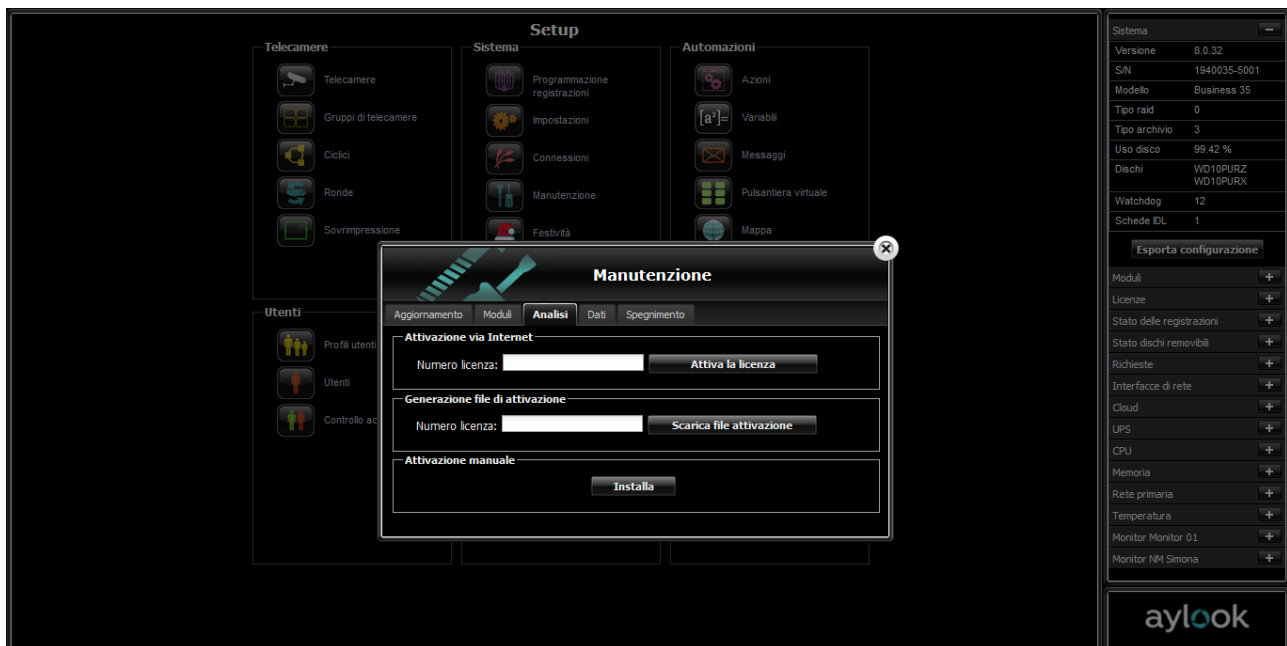 Setup
Telecamere
Telecamere
Gruppi di telecamere
Ciclici
Ronde
Sovrimpressione
Sistema
Programmazione
registrazioni
Impostazioni
Connessioni
Manutenzione
Festività
Automazioni
Azioni
[a²]=
Variabili
Messaggi
Pulsantiera virtuale
Mappa
Utenti
Profili utenti
Utenti
Controllo ac
Manutenzione
Aggiornamento Moduli Analisi Dati Spegnimento
Attivazione via Internet
Numero licenza: Attiva la licenza
Generazione file di attivazione
Numero licenza: Scarica file attivazione
Attivazione manuale
Installa
Sistema
Versione 8.0.32
S/N 1940035-5001
Modello Business 35
Tipo raid 0
Tipo archivio 3
Uso disco 99.42 %
Dischi WD10PURZ
WD10PURX
Watchdog 12
Schede IDL 1
Esporta configurazione
Moduli
Licenze
Stato delle registrazioni
Stato dischi removibili
Richieste
Interfacce di rete
Cloud
UPS
CPU
Memoria
Rete primaria
Temperatura
Monitor Monitor 01
Monitor NM Simona
aylook